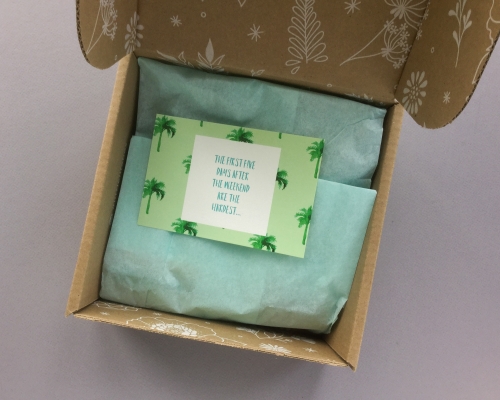 THE FIRST FIVE
DAYS AFTER
THE WEEKEND
ARE THE
HARDEST...